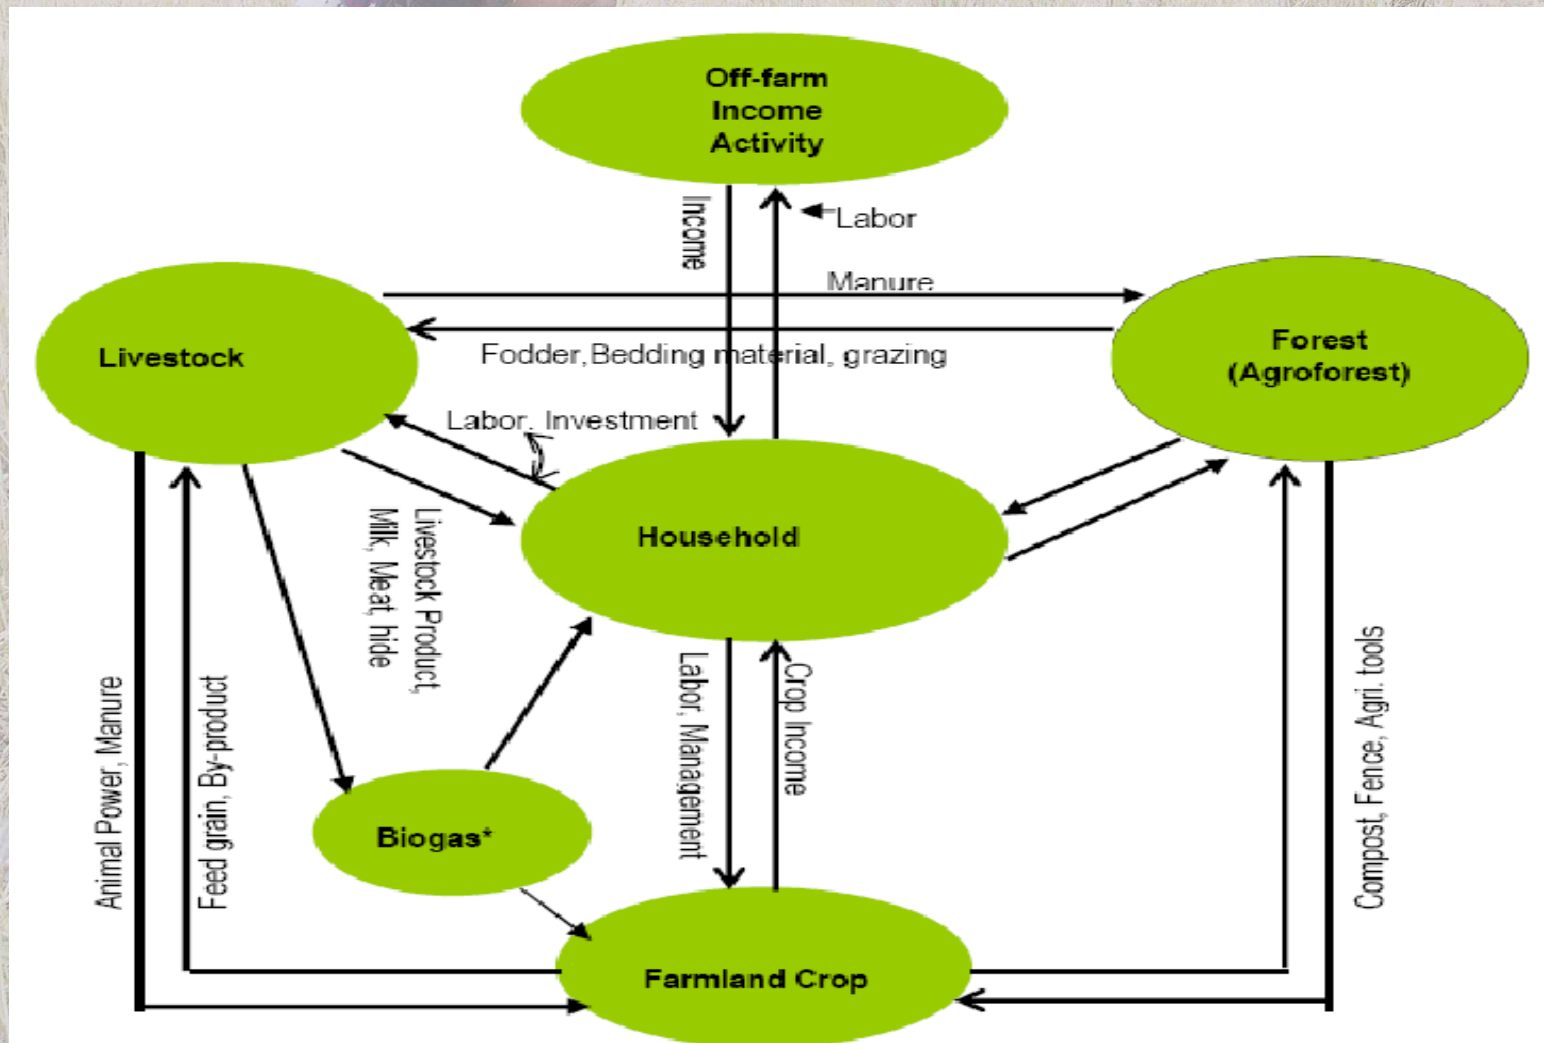 Off-farm
Income
Activity
Income
Labor
Manure
Livestock
Forest
(Agroforest)
Fodder, Bedding material, grazing
Labor, Investment
Household
Livestock Product,
Milk, Meat, hide
Animal Power, Manure
Feed grain, By-product
Labor, Management
Crop Income
Compost, Fence, Agri. tools
Biogas*
Farmland Crop